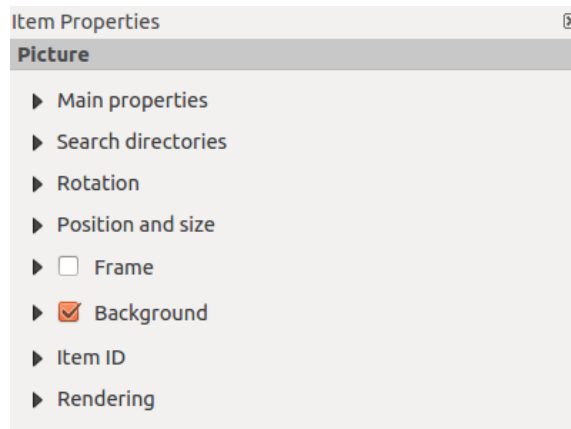 Item Properties
Picture
Main properties
Search directories
Rotation
Position and size
Frame
Background
Item ID
Rendering